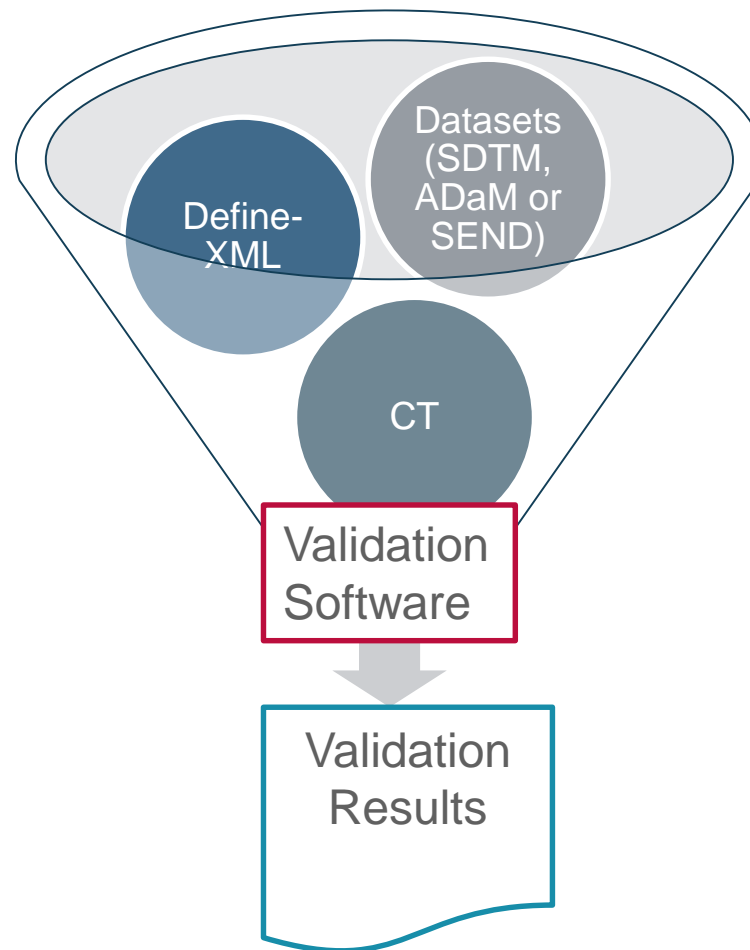 Datasets
(SDTM,
ADaM or
SEND)
Define-
XML
CT
Validation
Software
Validation
Results